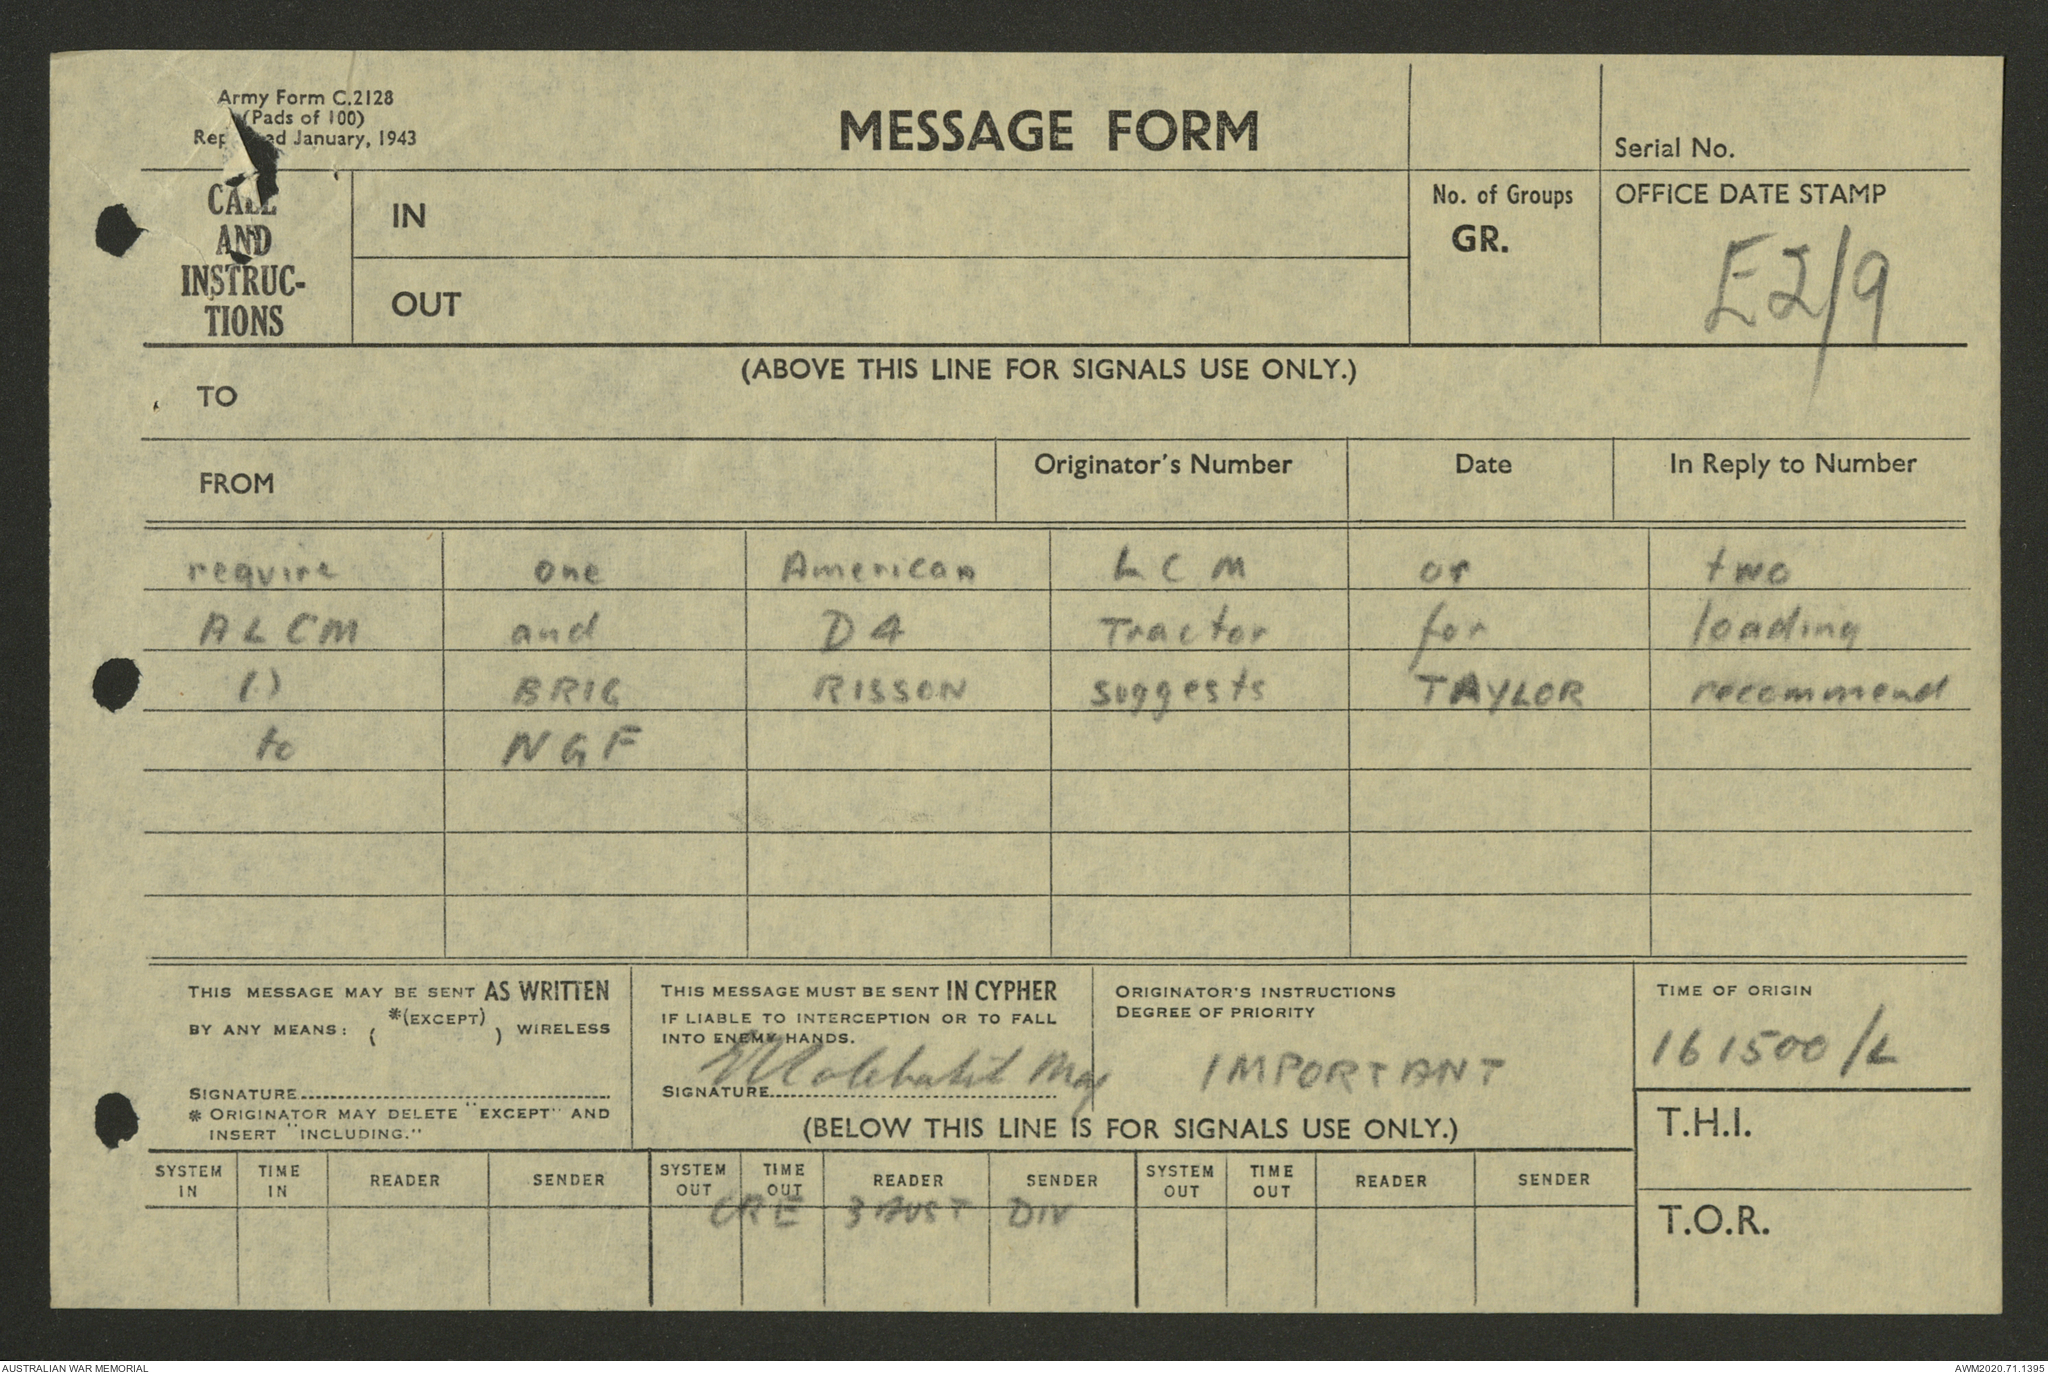 Army Form C.2128
(Pads of 100)
January, 1943
MESSAGE FORM
Serial No.
CALL
AND
INSTRUC-
TIONS
IN
OUT
No. of Groups
GR.
OFFICE DATE STAMP
E2/9
(ABOVE THIS LINE FOR SIGNALS USE ONLY.)
TO
FROM
Originator's Number
Date
In Reply to Number
require one American LCM or two
ALCM and D4 Tractor for loading
(.) BRIG RISSON suggests TAYLOR recommend
to NGF
THIS MESSAGE MAY BE SENT AS WRITTEN
BY ANY MEANS: ( *(EXCEPT) ) WIRELESS
SIGNATURE
* ORIGINATOR MAY DELETE "EXCEPT" AND
INSERT "INCLUDING."
THIS MESSAGE MUST BE SENT IN CYPHER
IF LIABLE TO INTERCEPTION OR TO FALL
INTO ENEMY HANDS.
SIGNATURE Maj
ORIGINATOR'S INSTRUCTIONS
DEGREE OF PRIORITY
IMPORTANT
TIME OF ORIGIN
161500/L
(BELOW THIS LINE IS FOR SIGNALS USE ONLY.)
T.H.I.
T.O.R.
SYSTEM IN TIME IN READER SENDER SYSTEM OUT TIME OUT READER SENDER SYSTEM OUT TIME OUT READER SENDER
CRE 3 AUST DIV
AUSTRALIAN WAR MEMORIAL
AWM2020.71.1395